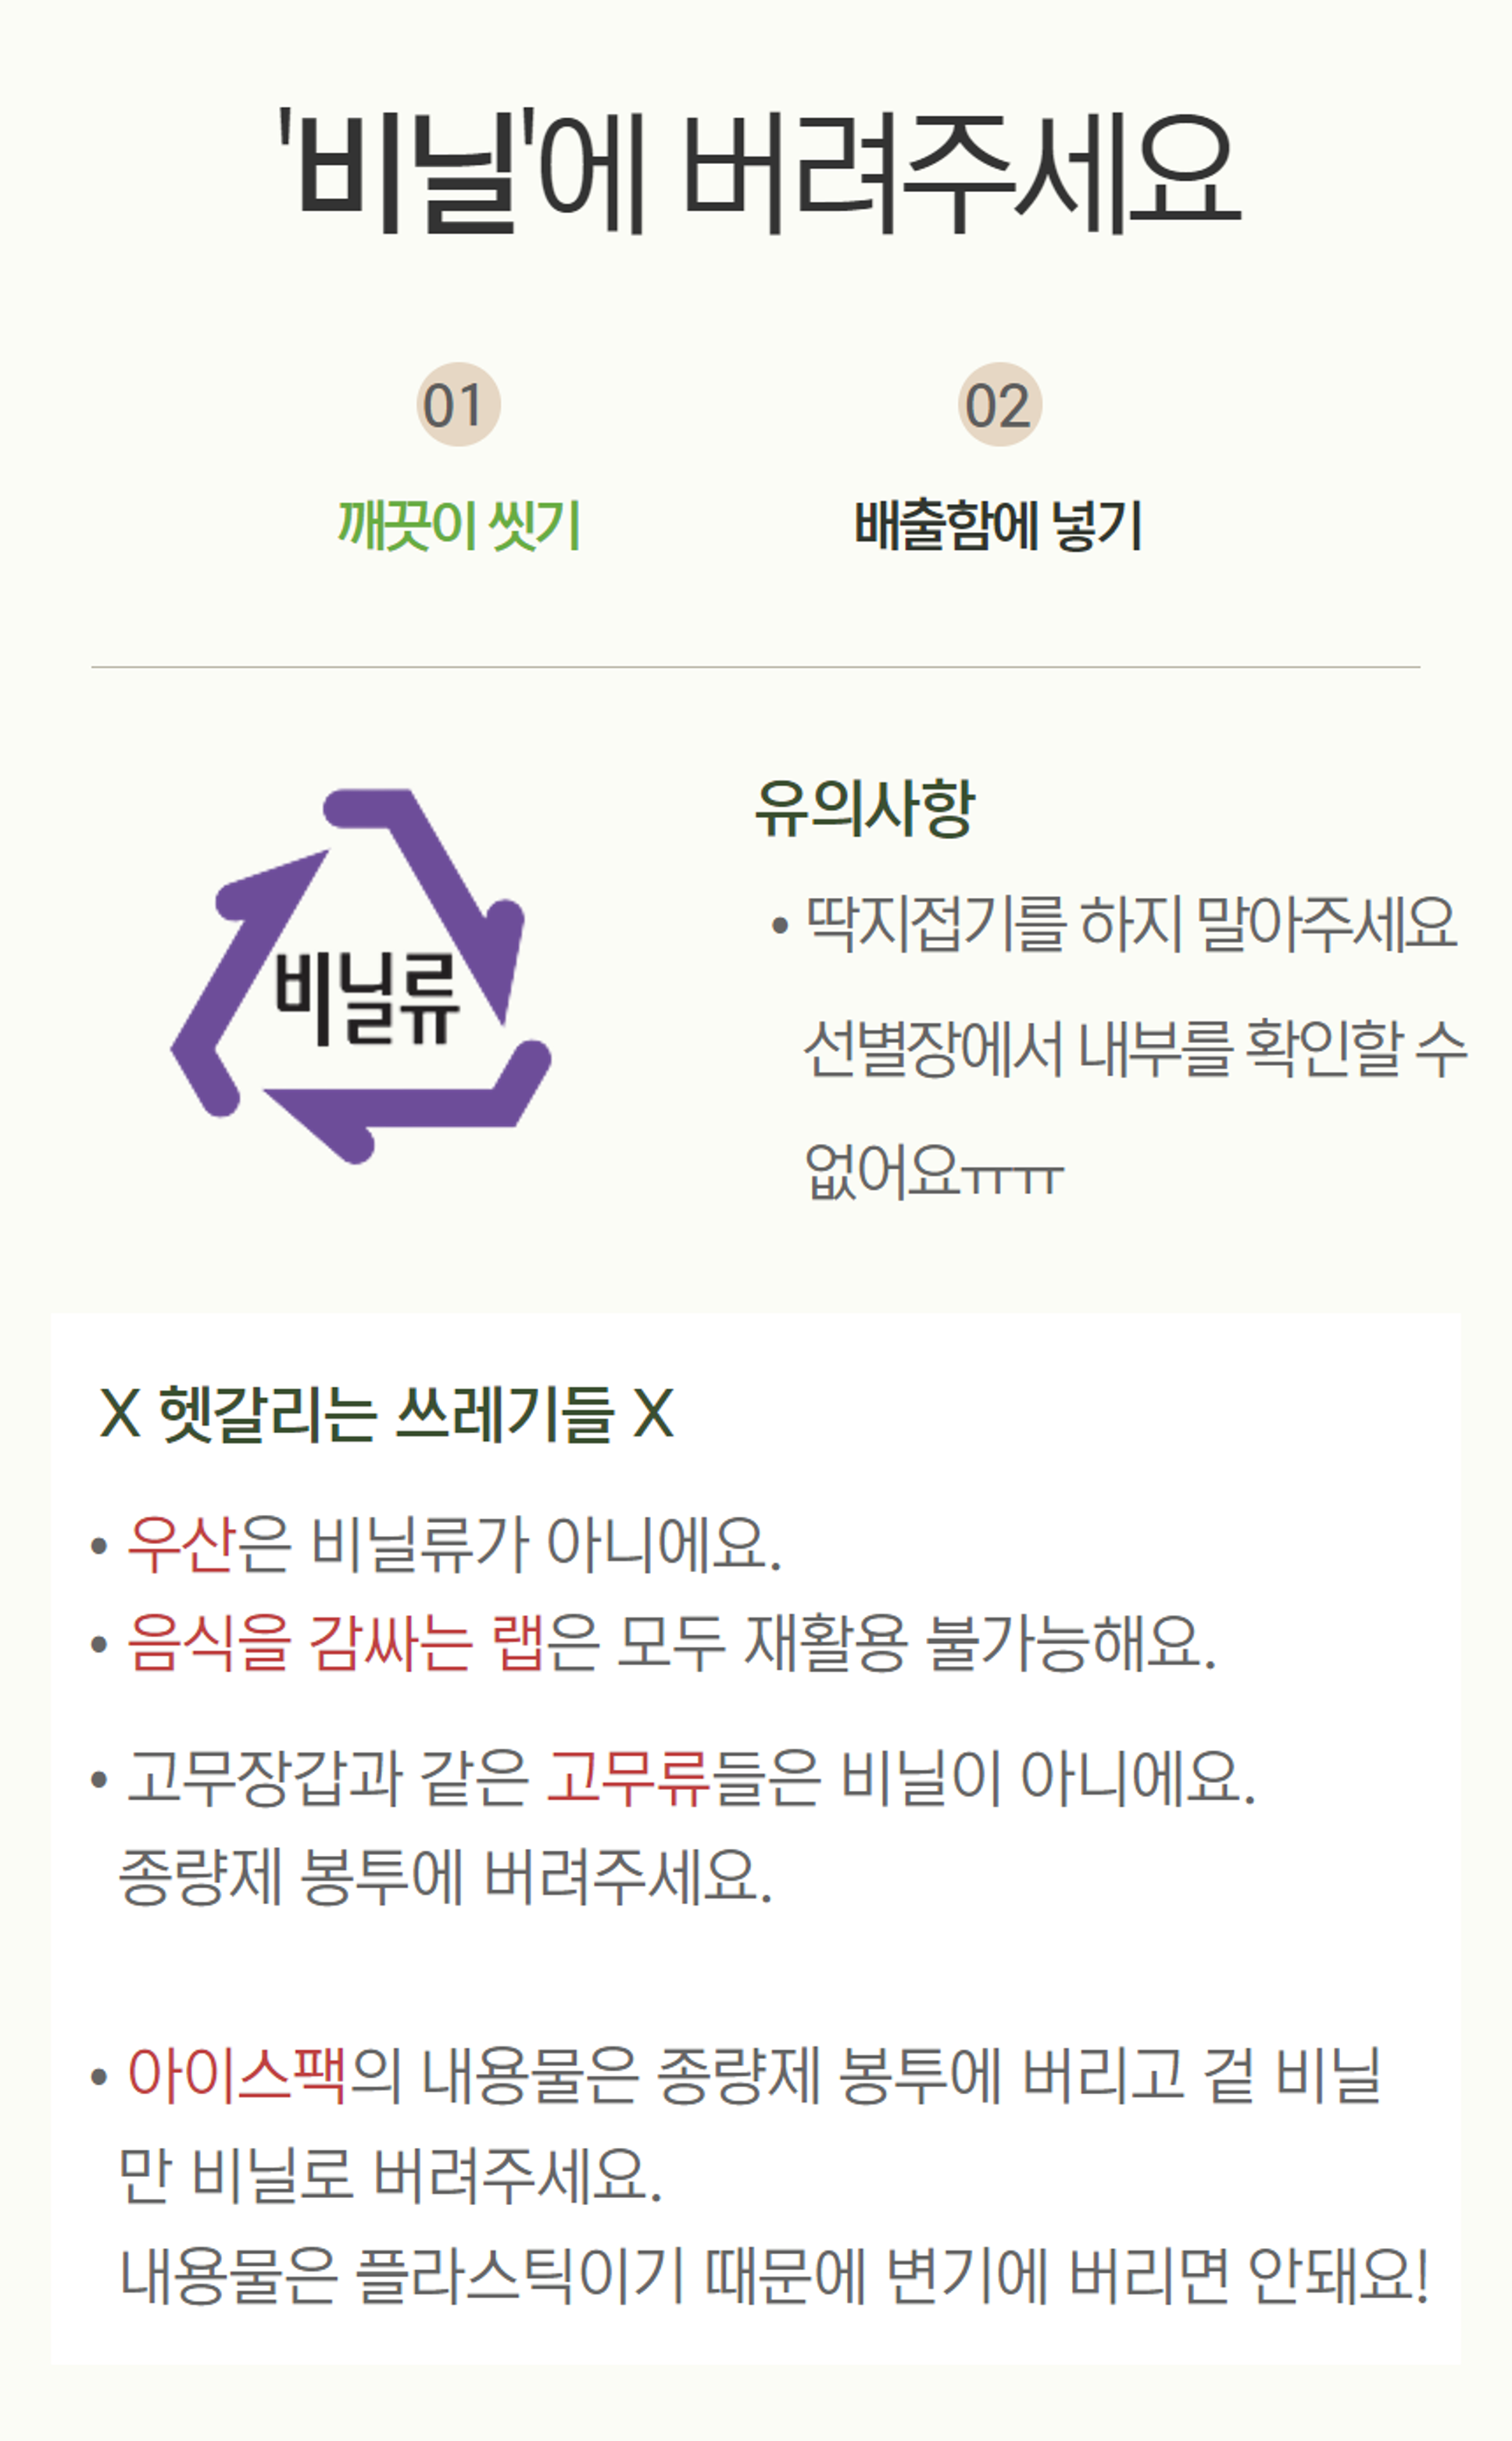 '비닐'에 버려주세요
01
02
깨끗이 씻기
배출함에 넣기
비닐류
유의사항
• 딱지접기를 하지 말아주세요
선별장에서 내부를 확인할 수
없어요ㅠㅠ
X 헷갈리는 쓰레기들 X
• 우산은 비닐류가 아니에요.
• 음식을 감싸는 랩은 모두 재활용 불가능해요.
• 고무장갑과 같은 고무류들은 비닐이 아니에요.
종량제 봉투에 버려주세요.
• 아이스팩의 내용물은 종량제 봉투에 버리고 겉 비닐
만 비닐로 버려주세요.
내용물은 플라스틱이기 때문에 변기에 버리면 안돼요!